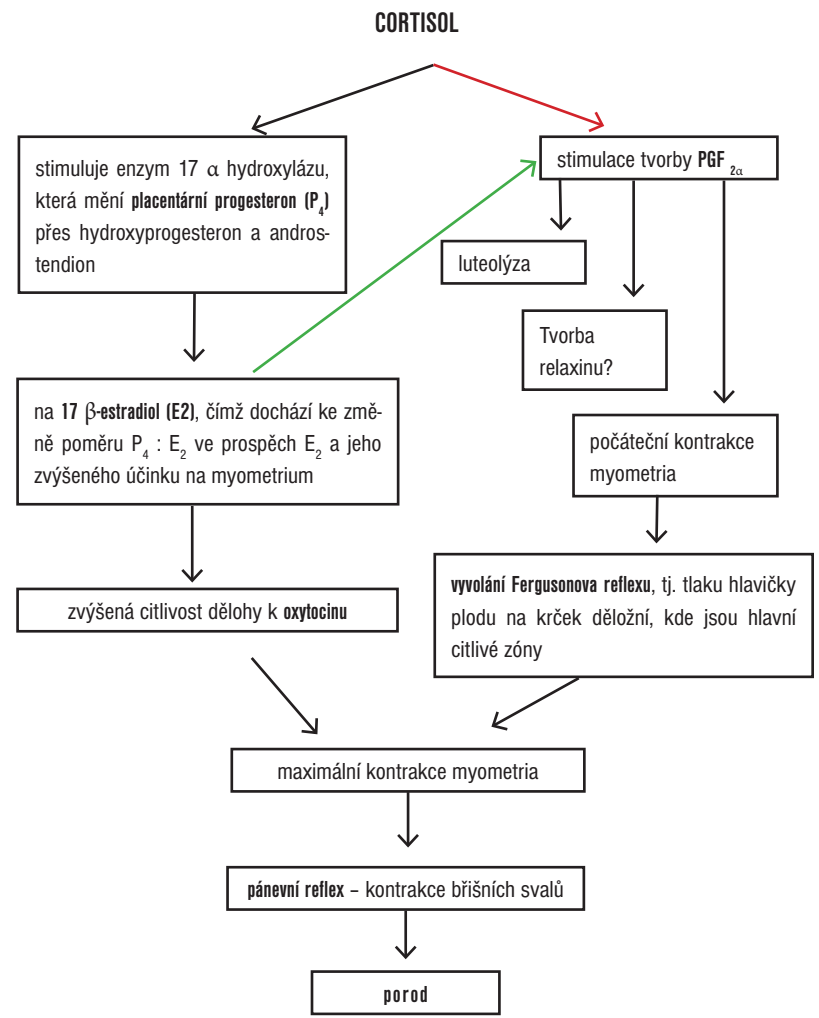 CORTISOL
stimuluje enzym 17 α hydroxylázu,
která mění placentární progesteron (P₄)
přes hydroxyprogesteron a andros-
tendion
stimulace tvorby PGF ₂α
luteolýza
Tvorba
relaxinu?
na 17 β-estradiol (E2), čímž dochází ke změ-
ně poměru P₄ : E₂ ve prospěch E₂ a jeho
zvýšeného účinku na myometrium
počáteční kontrakce
myometria
zvýšená citlivost dělohy k oxytocinu
vyvolání Fergusonova reflexu, tj. tlaku hlavičky
plodu na krček děložní, kde jsou hlavní
citlivé zóny
maximální kontrakce myometria
pánevní reflex – kontrakce břišních svalů
porod